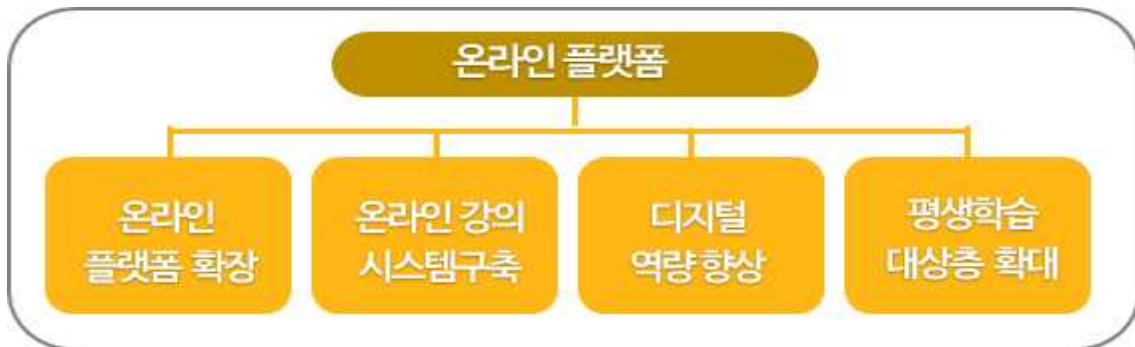 온라인 플랫폼
온라인
플랫폼 확장
온라인 강의
시스템구축
디지털
역량 향상
평생학습
대상층 확대